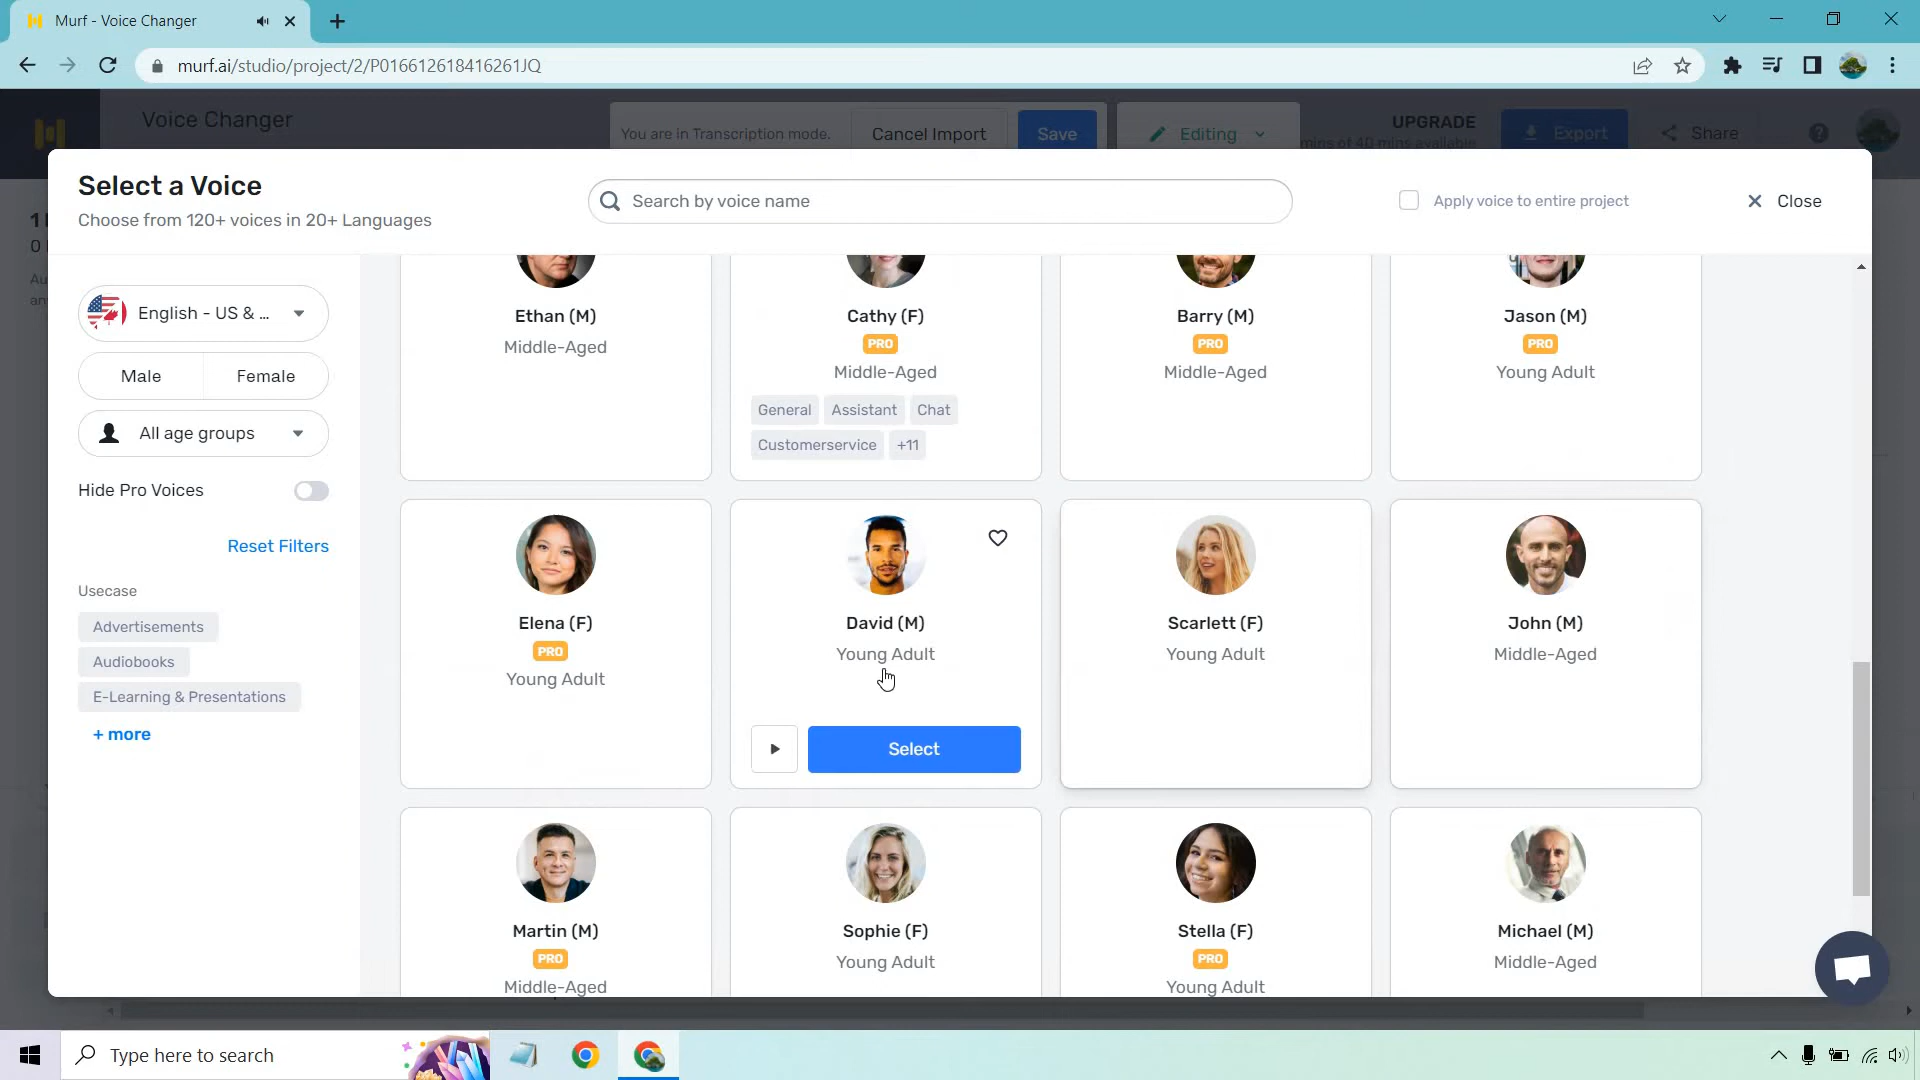 Murf - Voice Changer
murf.ai/studio/project/2/P016612618416261JQ
Voice Changer
You are in Transcription mode.
Cancel Import
Save
Editing
UPGRADE
mins of 40 mins available
Export
Share
Select a Voice
Choose from 120+ voices in 20+ Languages
Search by voice name
Apply voice to entire project
Close
English - US & ...
Male
Female
All age groups
Hide Pro Voices
Reset Filters
Usecase
Advertisements
Audiobooks
E-Learning & Presentations
+ more
Ethan (M)
Middle-Aged
Cathy (F)
PRO
Middle-Aged
General
Assistant
Chat
Customerservice
+11
Barry (M)
PRO
Middle-Aged
Jason (M)
PRO
Young Adult
Elena (F)
PRO
Young Adult
David (M)
Young Adult
Select
Scarlett (F)
Young Adult
John (M)
Middle-Aged
Martin (M)
PRO
Middle-Aged
Sophie (F)
Young Adult
Stella (F)
PRO
Young Adult
Michael (M)
Middle-Aged
Type here to search